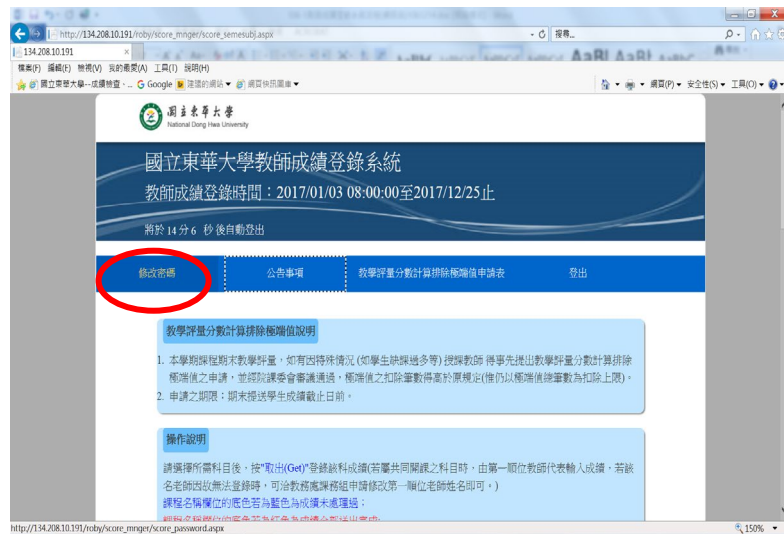 http://134.208.10.191/roby/score_mnger/score_semesubj.aspx
搜尋...
134.208.10.191
檔案(F) 編輯(E) 檢視(V) 我的最愛(A) 工具(T) 說明(H)
國立東華大學--成績檢查 - ... Google 建議的網站 網頁快訊圖庫
網頁(P) 安全性(S) 工具(O)
國立東華大學
National Dong Hwa University
國立東華大學教師成績登錄系統
教師成績登錄時間：2017/01/03 08:00:00至2017/12/25止
將於 14 分 6 秒 後自動登出
修改密碼 公告事項 教學評量分數計算排除極端值申請表 登出
教學評量分數計算排除極端值說明
1. 本學期課程期末教學評量，如有因特殊情況 (如學生缺課過多等) 授課教師 得事先提出教學評量分數計算排除
極端值之申請，並經院課委會審議通過，極端值之扣除筆數得高於原規定(惟仍以極端值總筆數為扣除上限)。
2. 申請之期限：期末提送學生成績截止日前。
操作說明
請選擇所需科目後，按"取出(Get)"登錄該科成績(若屬共同開課之科目時，由第一順位教師代表輸入成績，若該
名老師因故無法登錄時，可洽教務處課務組申請修改第一順位老師姓名即可。)
課程名稱欄位的底色若為藍色為成績未處理過；
http://134.208.10.191/roby/score_mnger/score_password.aspx
150%